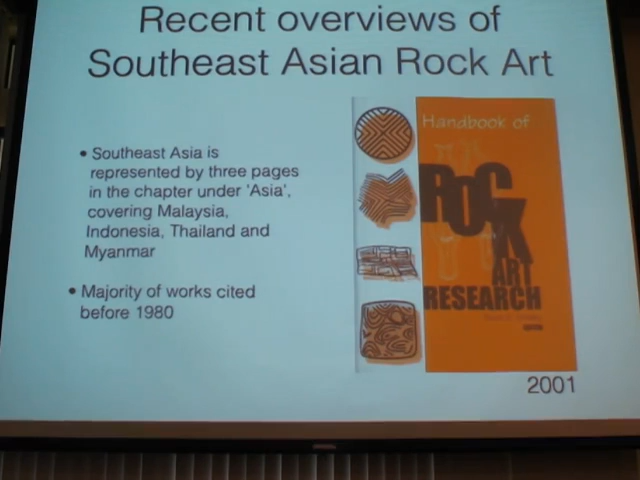 Recent overviews of
Southeast Asian Rock Art
• Southeast Asia is
represented by three pages
in the chapter under 'Asia',
covering Malaysia,
Indonesia, Thailand and
Myanmar
• Majority of works cited
before 1980
Handbook of
ROCK
ART
RESEARCH
2001